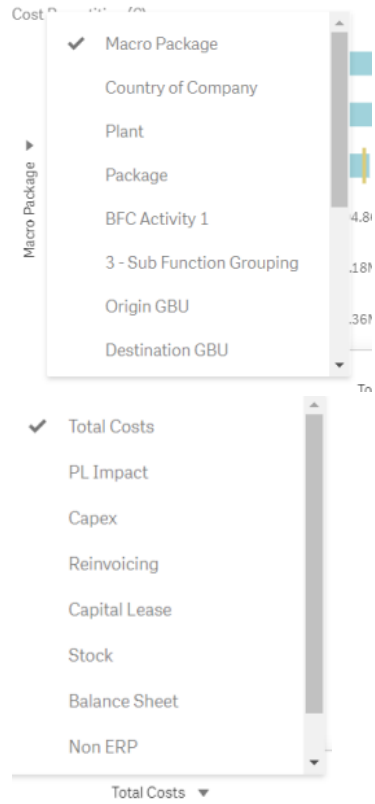 Cost
Macro Package
Country of Company
Plant
Package
BFC Activity 1
3 - Sub Function Grouping
Origin GBU
Destination GBU
Macro Package
Total Costs
PL Impact
Capex
Reinvoicing
Capital Lease
Stock
Balance Sheet
Non ERP
Total Costs